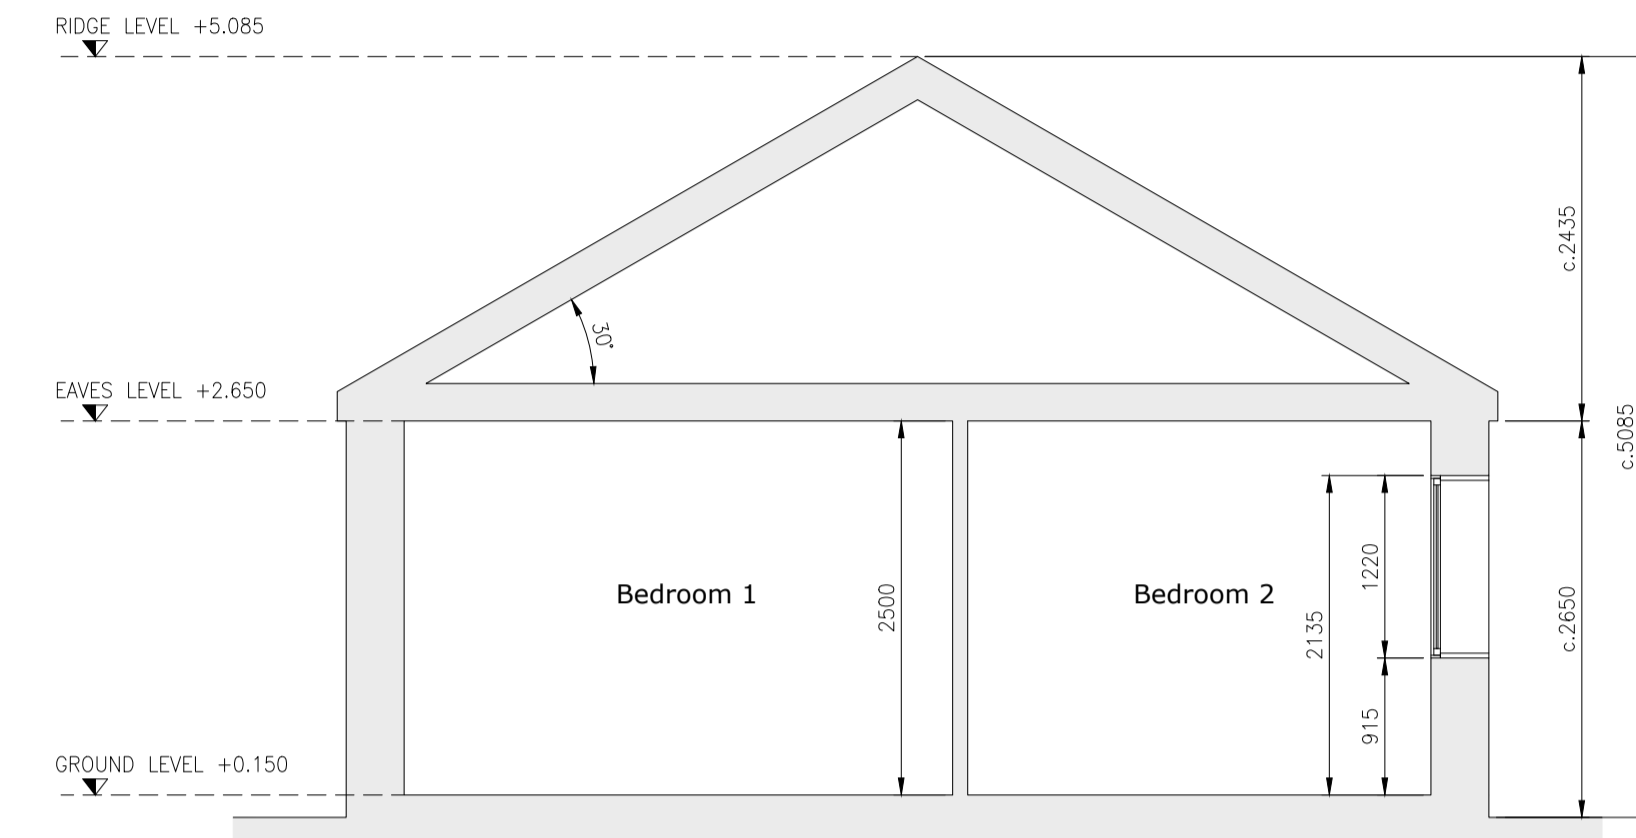 RIDGE LEVEL +5.085
c.2435
30°
EAVES LEVEL +2.650
c.5085
Bedroom 1
2500
Bedroom 2
2135
1220
915
c.2650
GROUND LEVEL +0.150